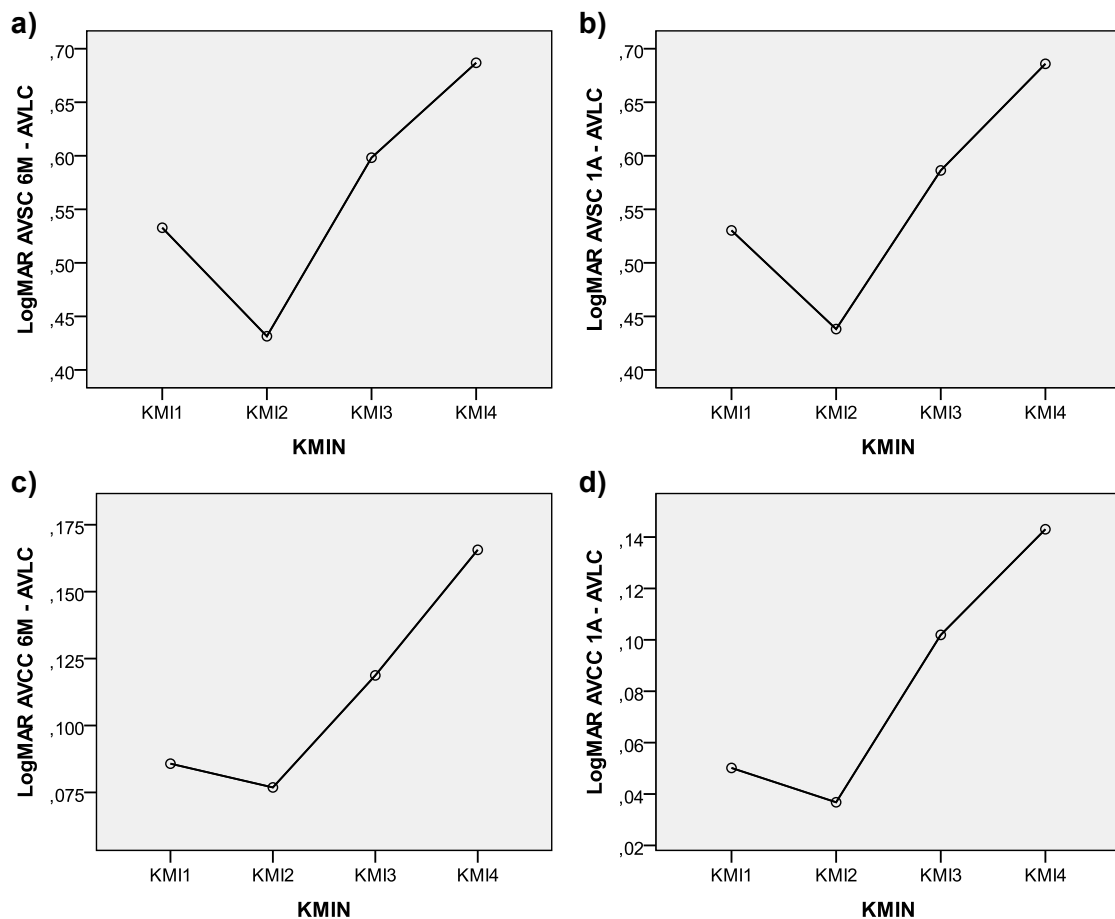 a)
LogMAR AVSC 6M - AVLC
,70
,65
,60
,55
,50
,45
,40
KMI1 KMI2 KMI3 KMI4
KMIN
b)
LogMAR AVSC 1A - AVLC
,70
,65
,60
,55
,50
,45
,40
KMI1 KMI2 KMI3 KMI4
KMIN
c)
LogMAR AVCC 6M - AVLC
,175
,150
,125
,100
,075
KMI1 KMI2 KMI3 KMI4
KMIN
d)
LogMAR AVCC 1A - AVLC
,14
,12
,10
,08
,06
,04
,02
KMI1 KMI2 KMI3 KMI4
KMIN